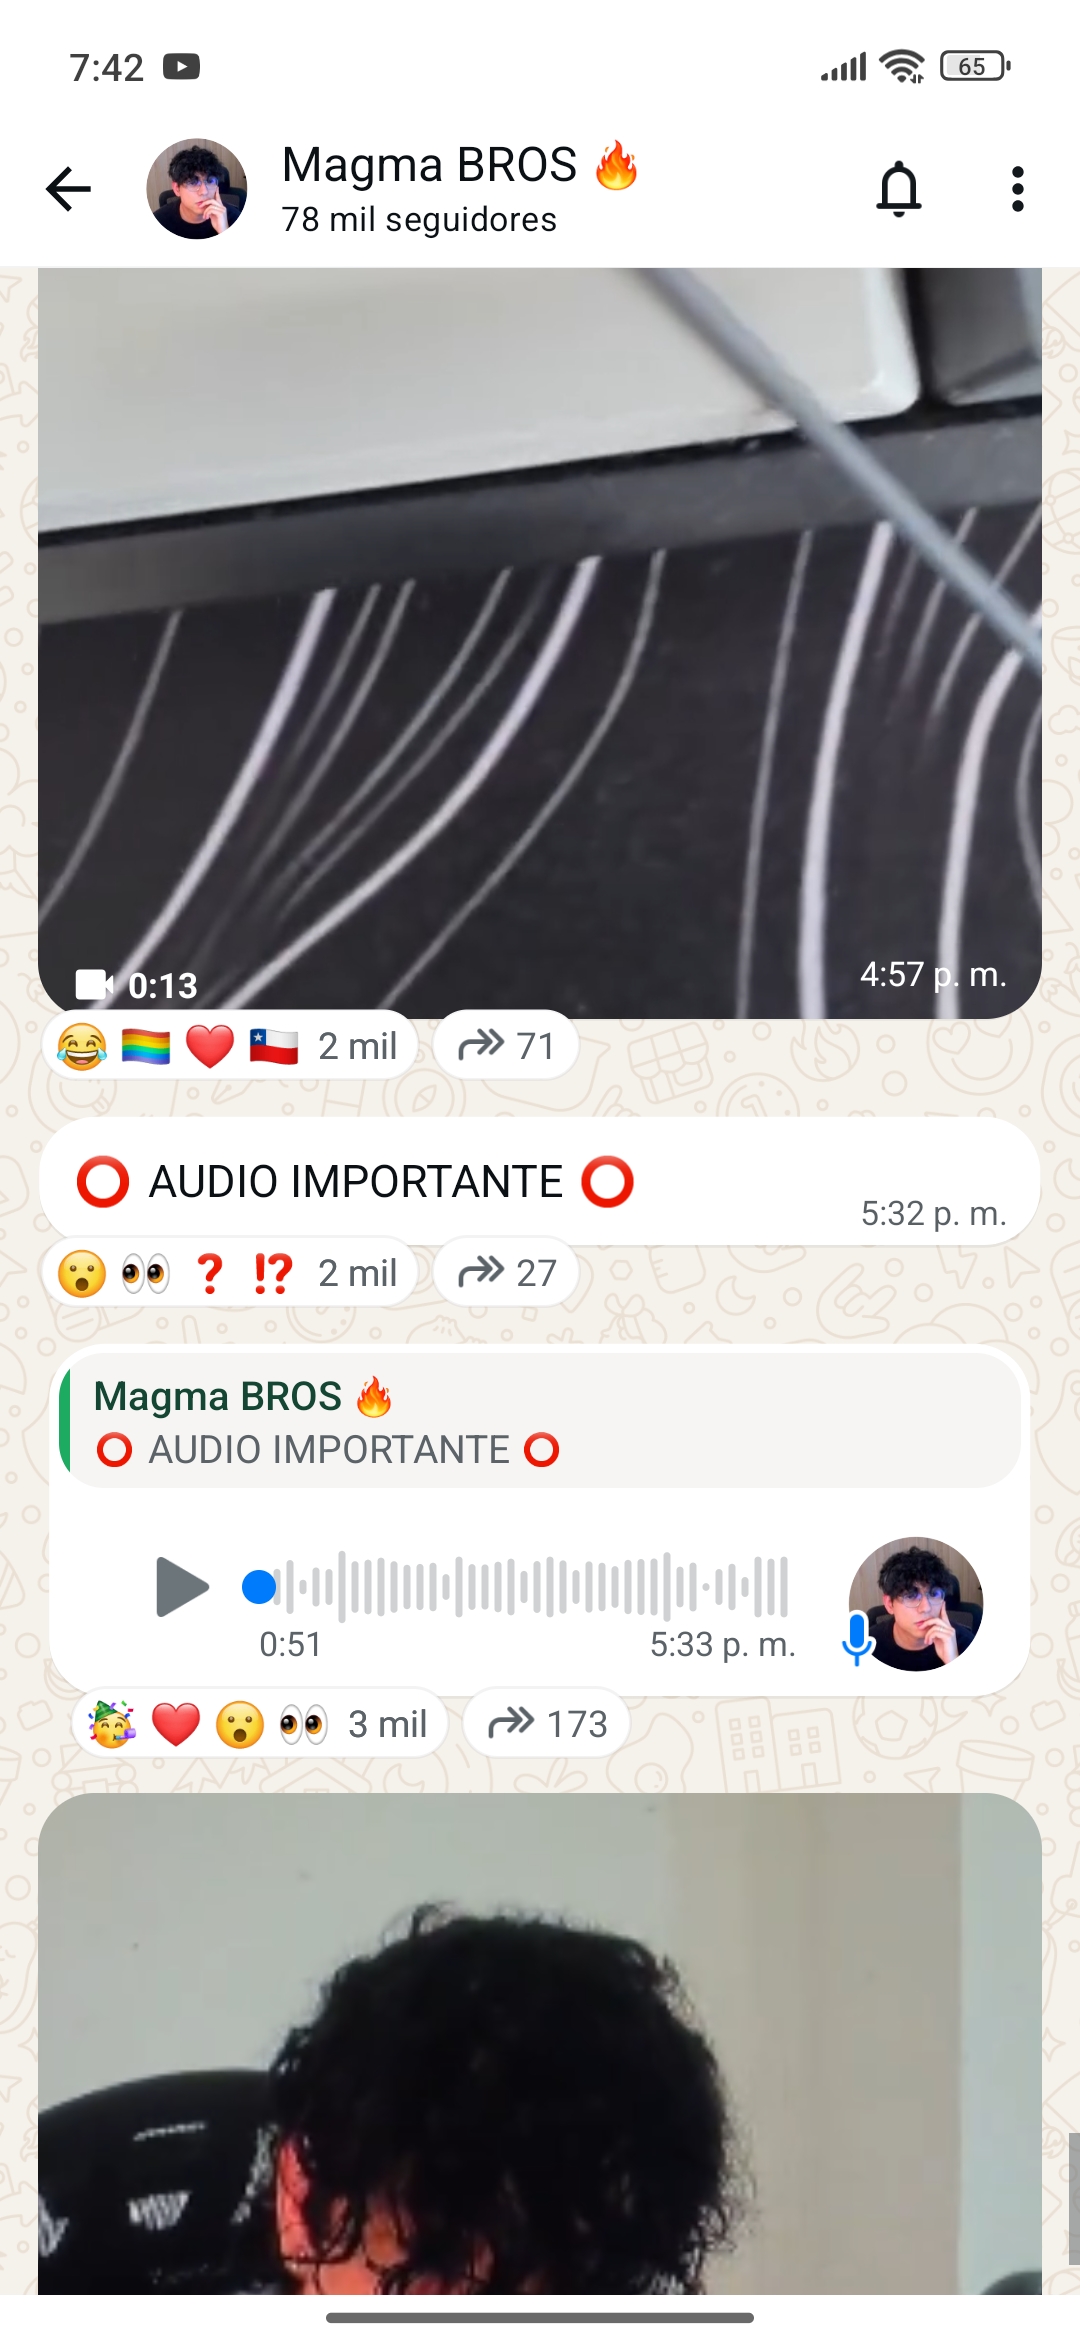 7:42
65
Magma BROS 🔥
78 mil seguidores
0:13
4:57 p. m.
😂 🏳️‍🌈 ❤️ 🇨🇱 2 mil
71
⭕ AUDIO IMPORTANTE ⭕
5:32 p. m.
😮 👀 ❓ ⁉️ 2 mil
27
Magma BROS 🔥
⭕ AUDIO IMPORTANTE ⭕
0:51
5:33 p. m.
🥳 ❤️ 😮 👀 3 mil
173